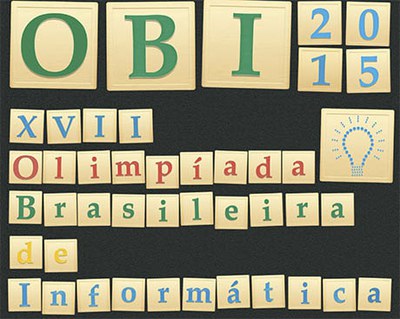 OBI 2015
XVII
Olimpíada
Brasileira
de
Informática